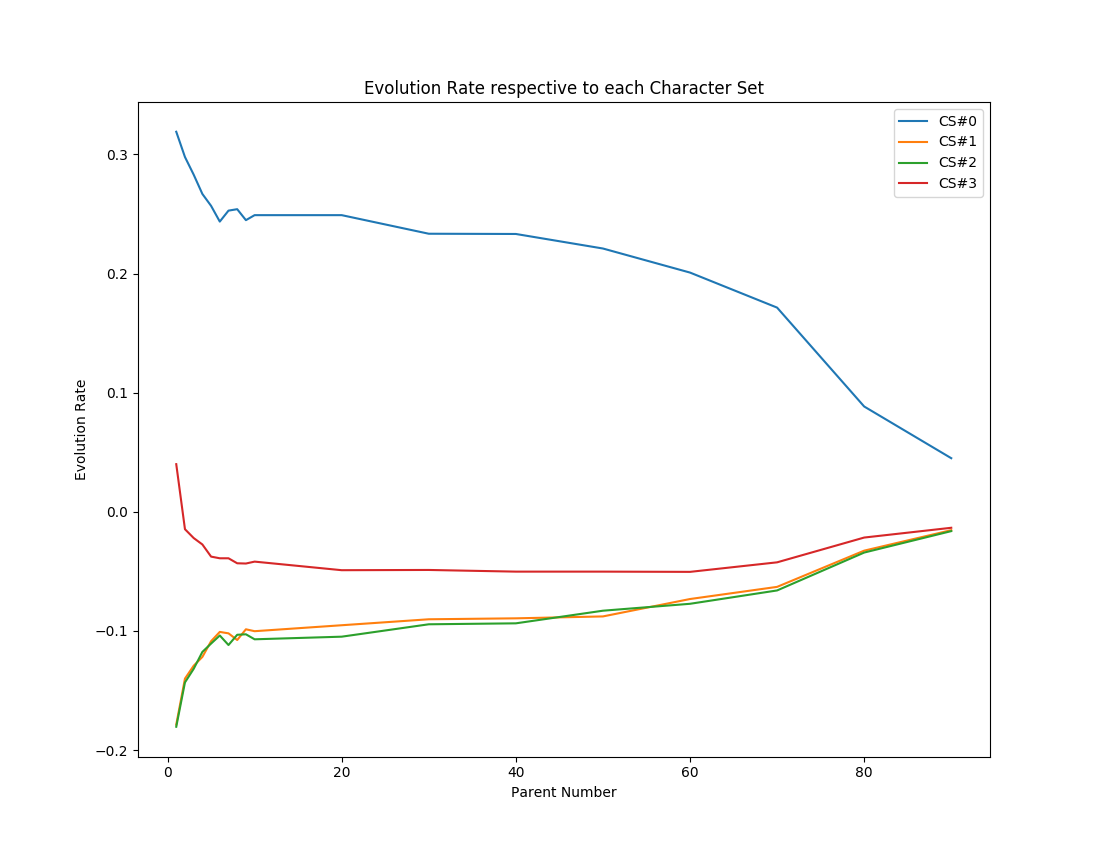 Evolution Rate respective to each Character Set
CS#0
CS#1
CS#2
CS#3
Evolution Rate
0.3
0.2
0.1
0.0
−0.1
−0.2
0 20 40 60 80
Parent Number